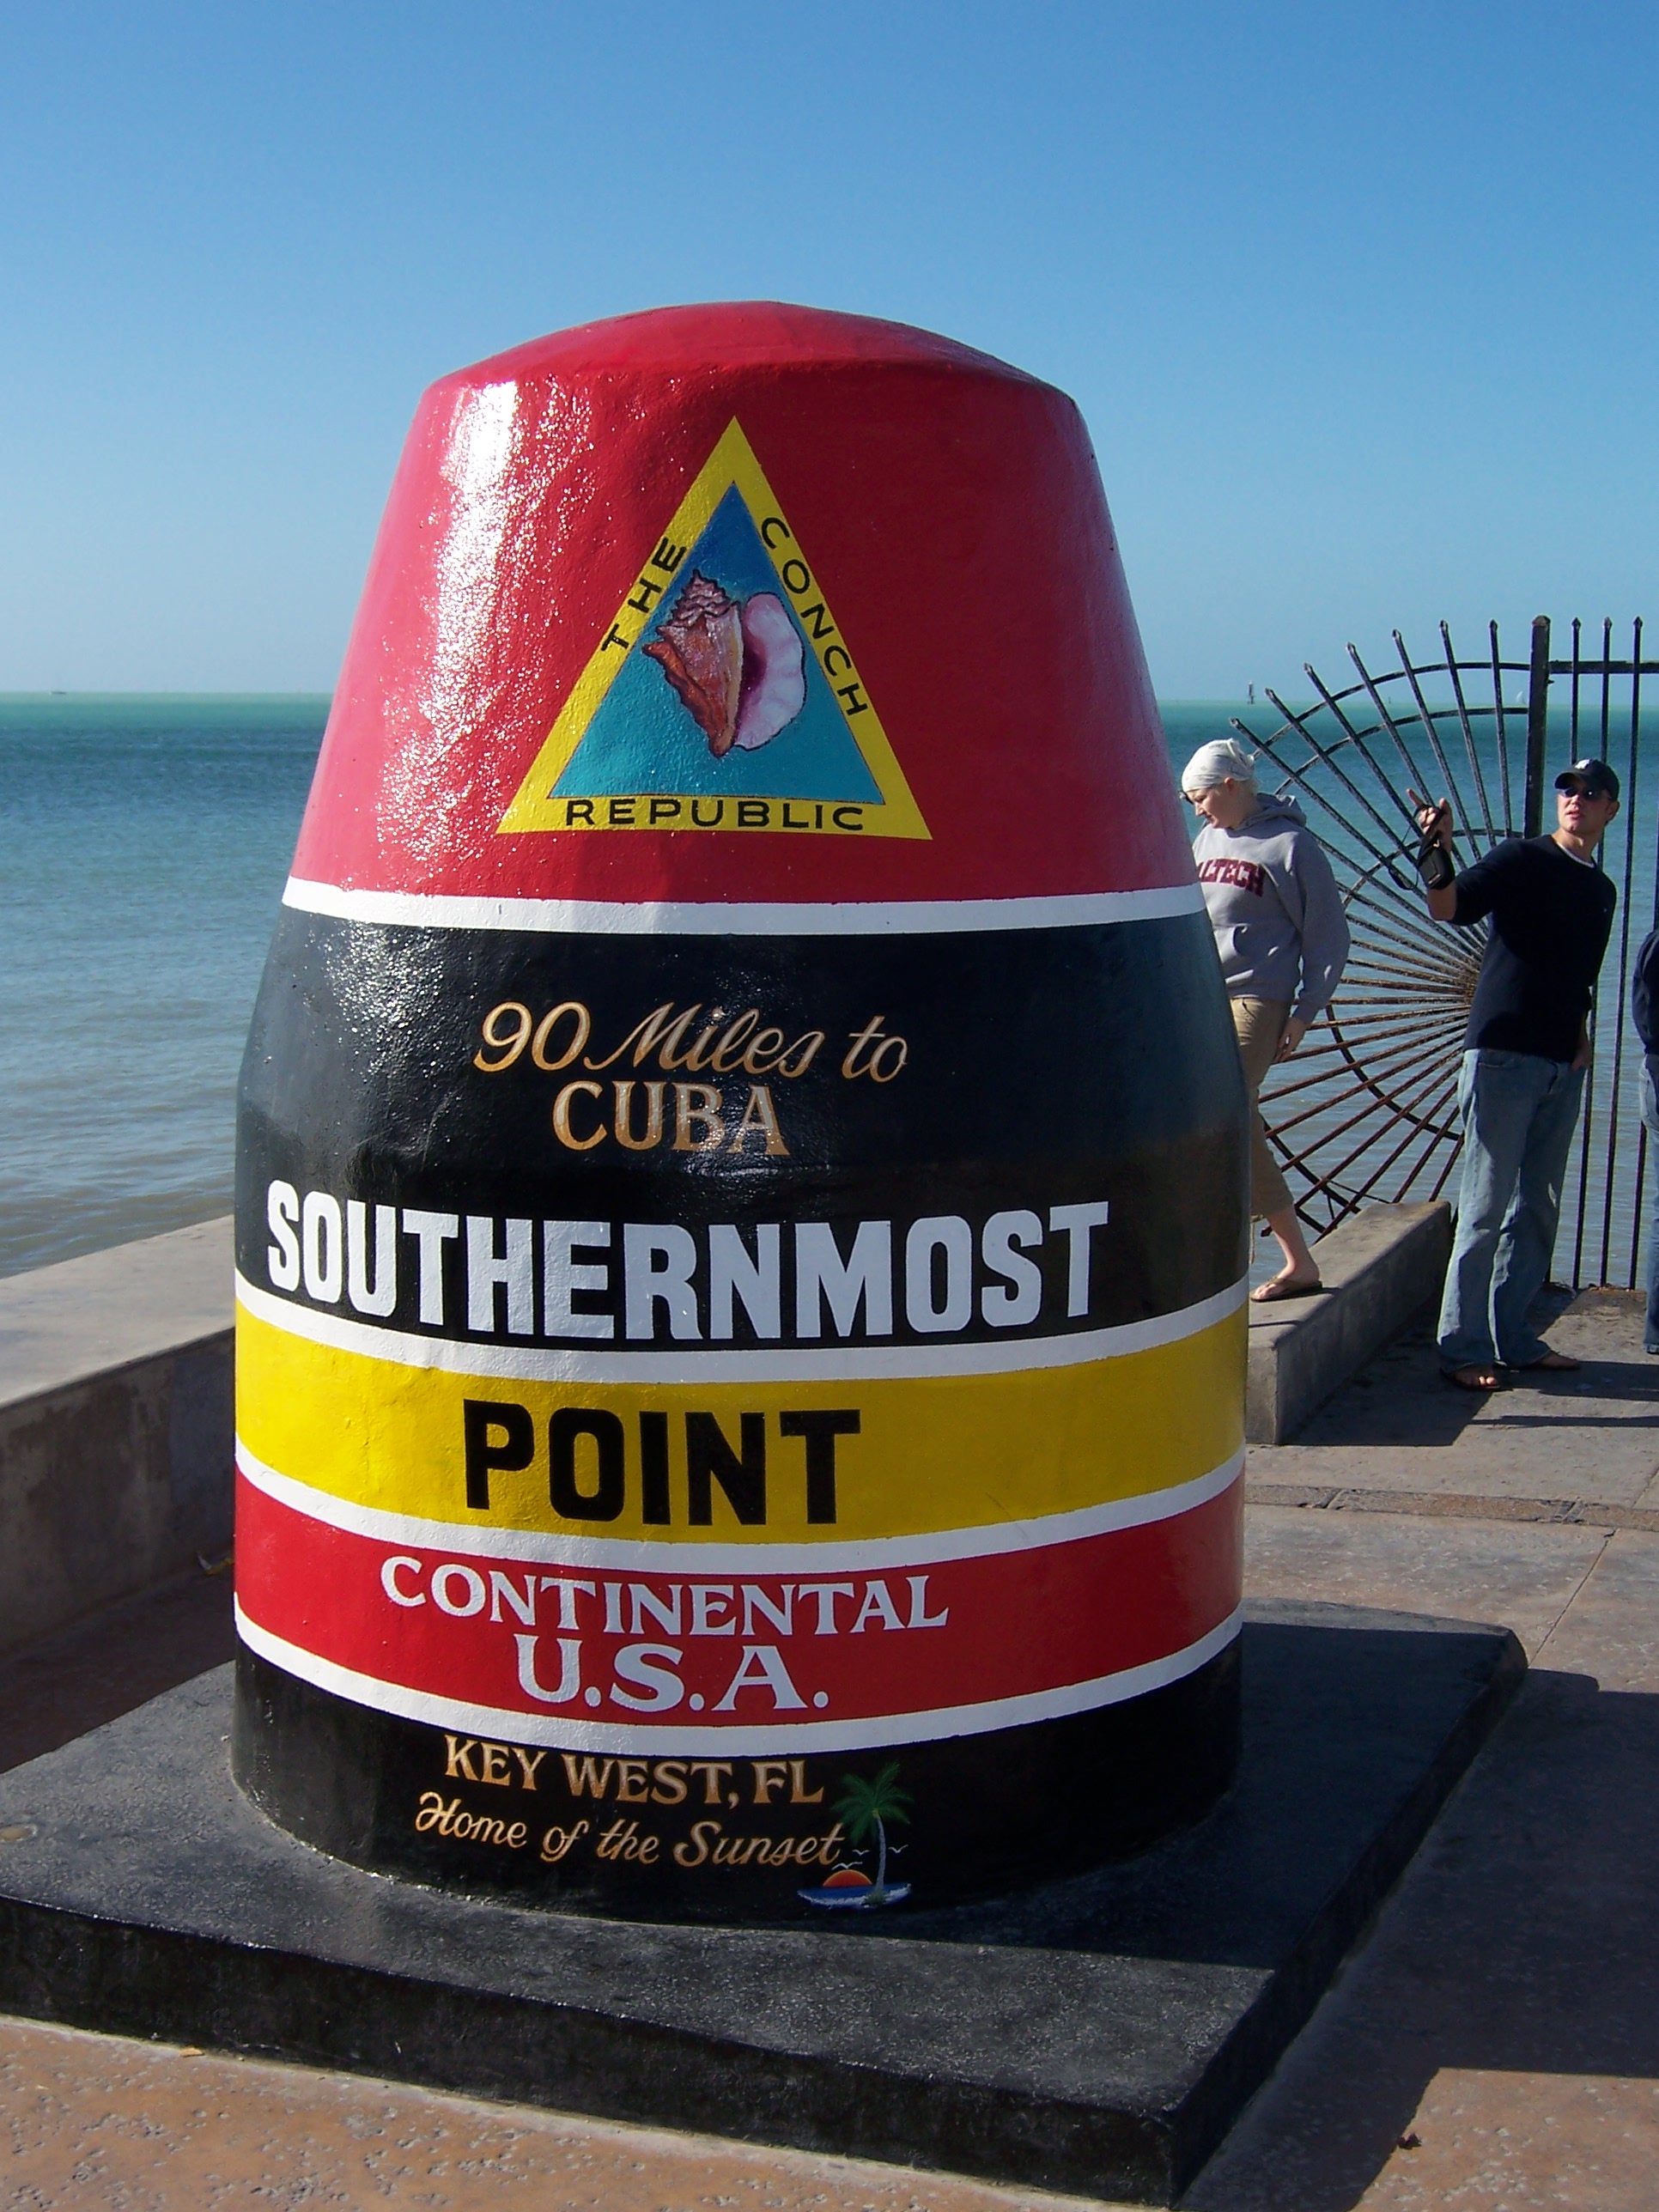 THE CONCH
REPUBLIC
90 Miles to
CUBA
SOUTHERNMOST
POINT
CONTINENTAL
U.S.A.
KEY WEST, FL
Home of the Sunset